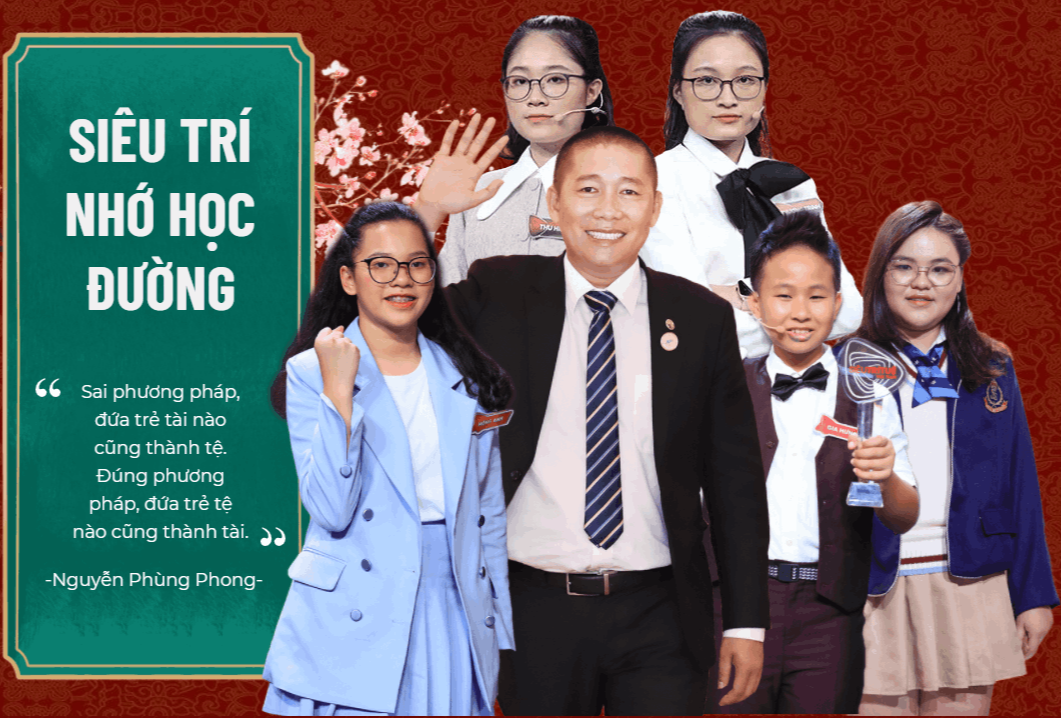 SIÊU TRÍ
NHỚ HỌC
ĐƯỜNG
“
Sai phương pháp,
đứa trẻ tài nào
cũng thành tệ.
Đúng phương
pháp, đứa trẻ tệ
nào cũng thành tài.
”
-Nguyễn Phùng Phong-